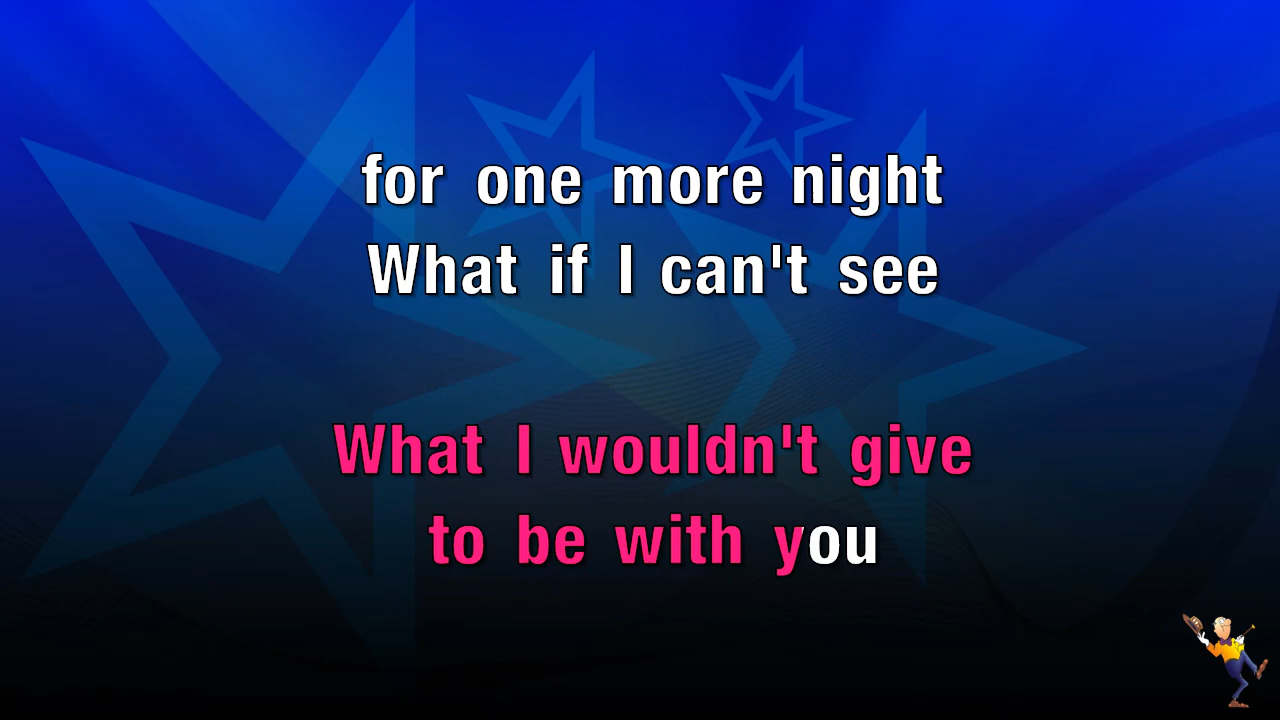 for one more night
What if I can't see
What I wouldn't give
to be with you